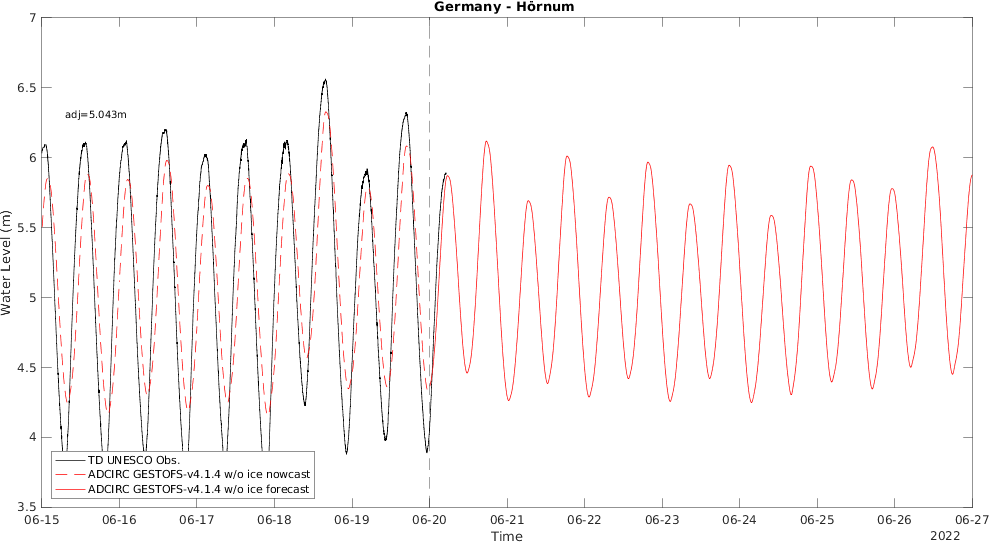 Germany - Hörnum
7
6.5
adj=5.043m
6
5.5
Water Level (m)
5
4.5
4
TD UNESCO Obs.
ADCIRC GESTOFS-v4.1.4 w/o ice nowcast
ADCIRC GESTOFS-v4.1.4 w/o ice forecast
3.5
06-15 06-16 06-17 06-18 06-19 06-20 06-21 06-22 06-23 06-24 06-25 06-26 06-27
Time
2022